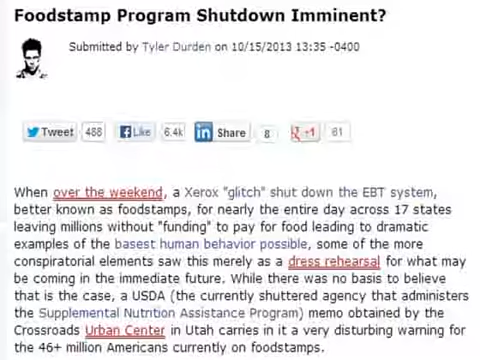 Foodstamp Program Shutdown Imminent?
Submitted by Tyler Durden on 10/15/2013 13:35 -0400
Tweet 488 Like 6.4k in Share 8 +1 61
When over the weekend, a Xerox "glitch" shut down the EBT system,
better known as foodstamps, for nearly the entire day across 17 states
leaving millions without "funding" to pay for food leading to dramatic
examples of the basest human behavior possible, some of the more
conspiratorial elements saw this merely as a dress rehearsal for what may
be coming in the immediate future. While there was no basis to believe
that is the case, a USDA (the currently shuttered agency that administers
the Supplemental Nutrition Assistance Program) memo obtained by the
Crossroads Urban Center in Utah carries in it a very disturbing warning for
the 46+ million Americans currently on foodstamps.